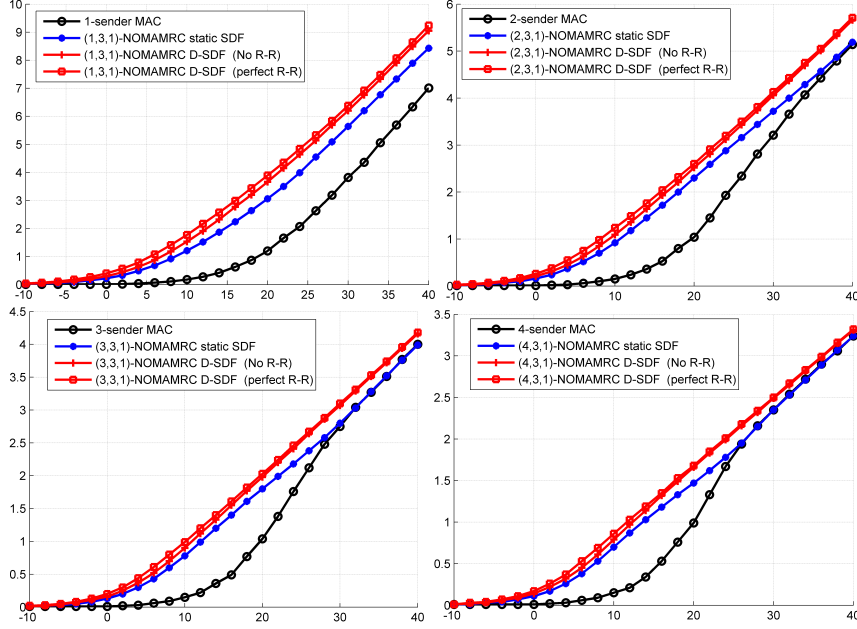 10
9
8
7
6
5
4
3
2
1
0
1-sender MAC
(1,3,1)-NOMAMRC static SDF
(1,3,1)-NOMAMRC D-SDF (No R-R)
(1,3,1)-NOMAMRC D-SDF (perfect R-R)
-10 -5 0 5 10 15 20 25 30 35 40
6
5
4
3
2
1
2-sender MAC
(2,3,1)-NOMAMRC static SDF
(2,3,1)-NOMAMRC D-SDF (No R-R)
(2,3,1)-NOMAMRC D-SDF (perfect R-R)
-10 0 10 20 30 40
4.5
4
3.5
3
2.5
2
1.5
1
0.5
0
3-sender MAC
(3,3,1)-NOMAMRC static SDF
(3,3,1)-NOMAMRC D-SDF (No R-R)
(3,3,1)-NOMAMRC D-SDF (perfect R-R)
-10 0 10 20 30 40
3.5
3
2.5
2
1.5
1
0.5
0
4-sender MAC
(4,3,1)-NOMAMRC static SDF
(4,3,1)-NOMAMRC D-SDF (No R-R)
(4,3,1)-NOMAMRC D-SDF (perfect R-R)
-10 0 10 20 30 40